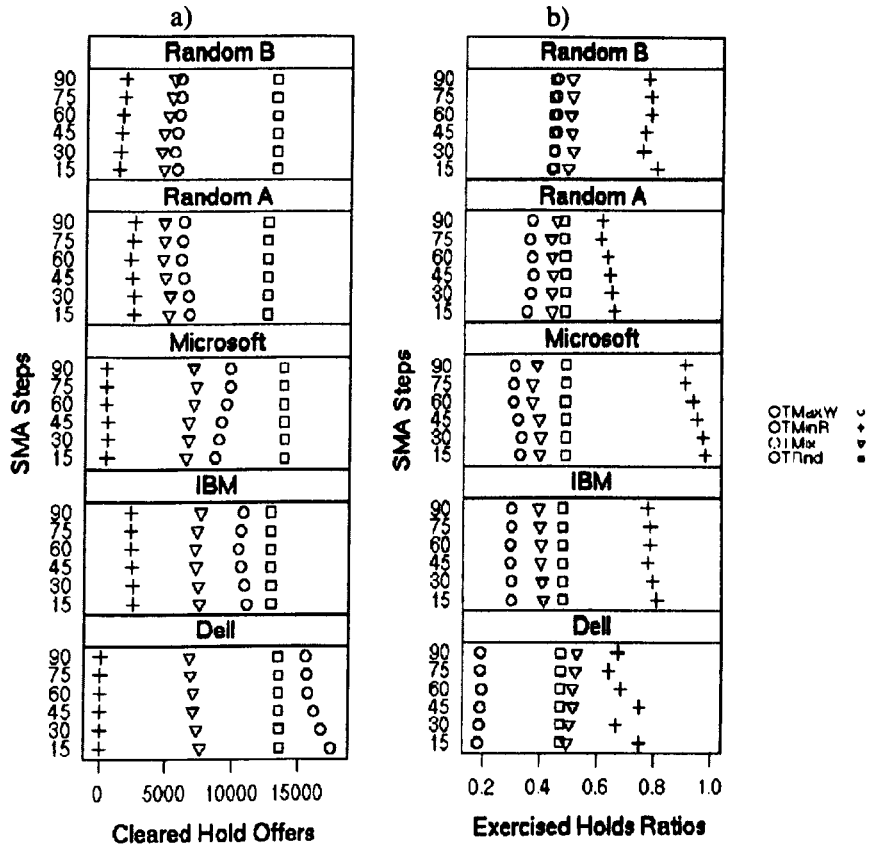 a)
Random B
90
75
60
45
30
15
Random A
90
75
60
45
30
15
Microsoft
90
75
60
45
30
15
IBM
90
75
60
45
30
15
Dell
90
75
60
45
30
15
SMA Steps
0 5000 10000 15000
Cleared Hold Offers
b)
Random B
90
75
60
45
30
15
Random A
90
75
60
45
30
15
Microsoft
90
75
60
45
30
15
IBM
90
75
60
45
30
15
Dell
90
75
60
45
30
15
SMA Steps
0.2 0.4 0.6 0.8 1.0
Exercised Holds Ratios
OTMaxW
OTMinR
OTMix
OTRnd